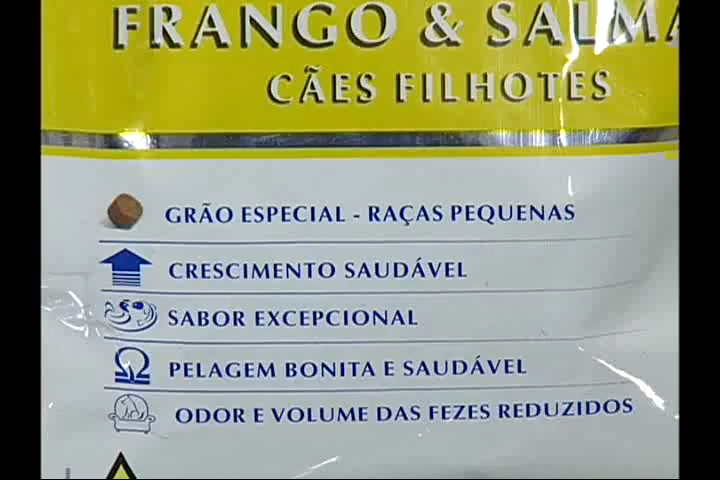 FRANGO & SALMÃ
CÃES FILHOTES
GRÃO ESPECIAL - RAÇAS PEQUENAS
CRESCIMENTO SAUDÁVEL
SABOR EXCEPCIONAL
PELAGEM BONITA E SAUDÁVEL
ODOR E VOLUME DAS FEZES REDUZIDOS